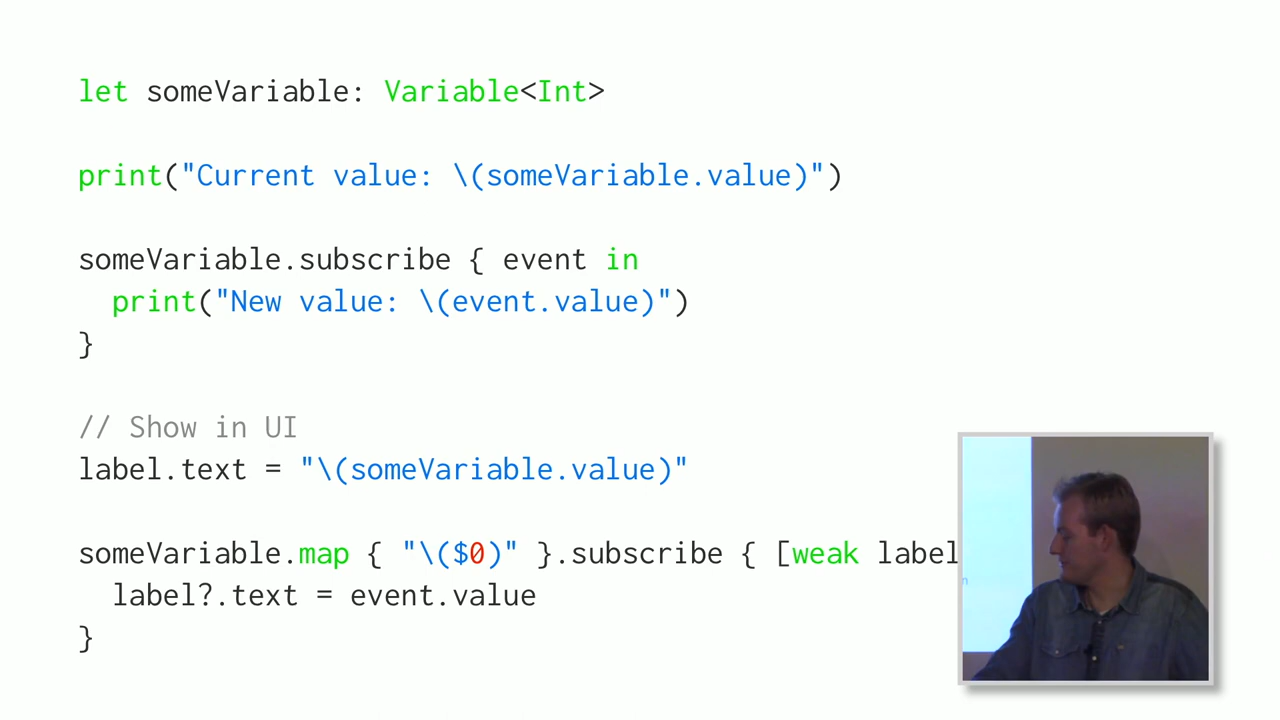 let someVariable: Variable<Int>
print("Current value: \(someVariable.value)")
someVariable.subscribe { event in
print("New value: \(event.value)")
}
// Show in UI
label.text = "\(someVariable.value)"
someVariable.map { "\($0)" }.subscribe { [weak label
label?.text = event.value
}